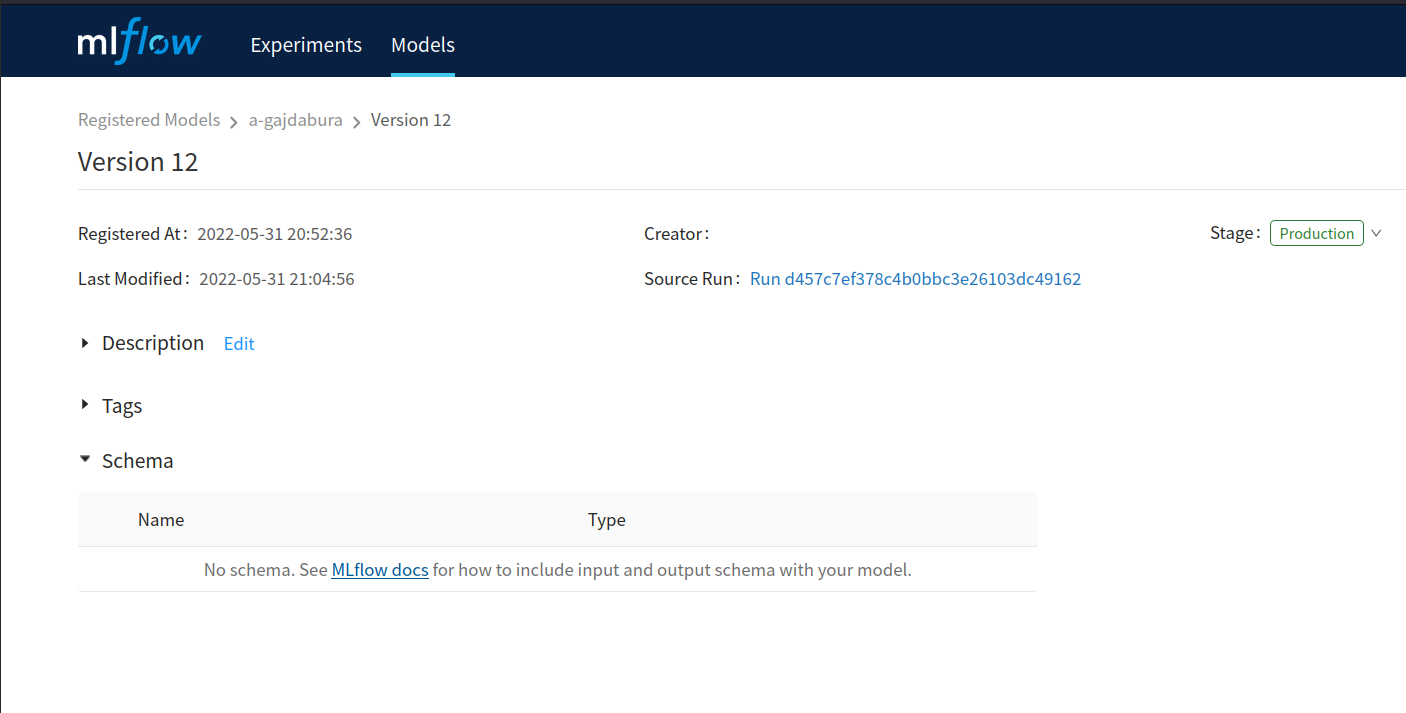 mlflow Experiments Models
Registered Models > a-gajdabura > Version 12
Version 12
Registered At: 2022-05-31 20:52:36 Creator: Stage: Production
Last Modified: 2022-05-31 21:04:56 Source Run: Run d457c7ef378c4b0bbc3e26103dc49162
Description Edit
Tags
Schema
Name Type
No schema. See MLflow docs for how to include input and output schema with your model.